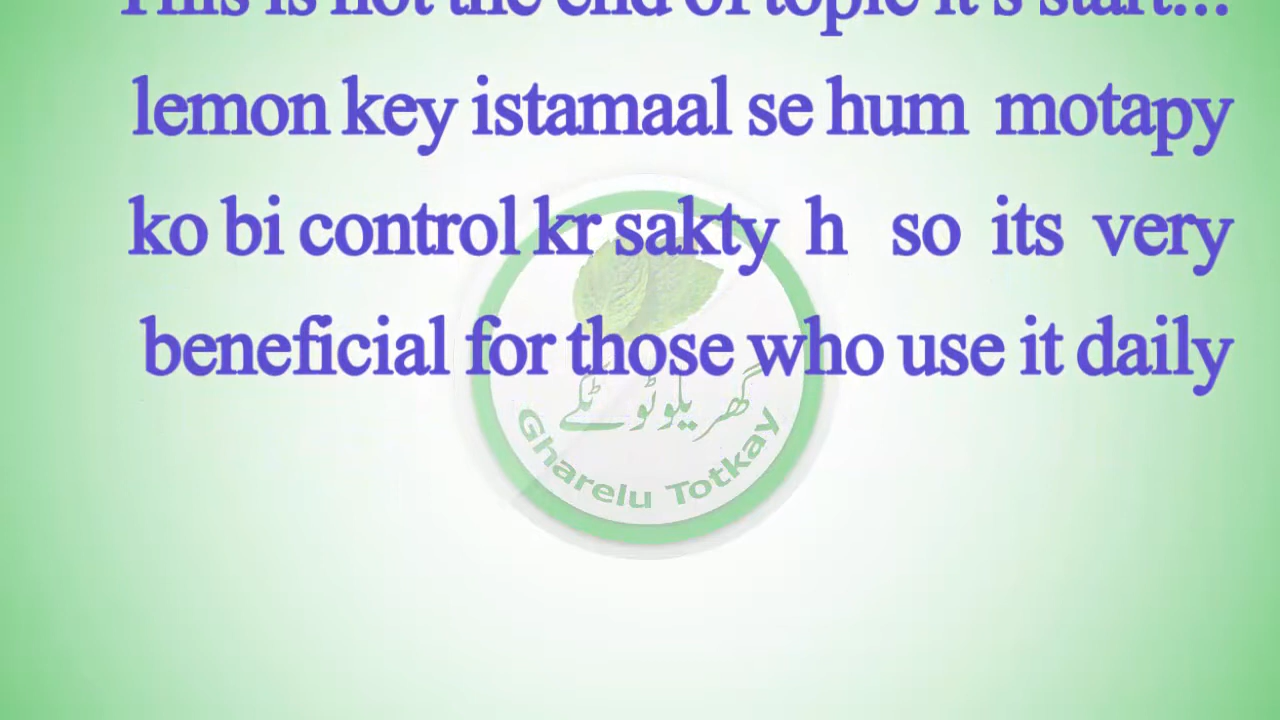 This is not the end of topic it's start...
lemon key istamaal se hum motapy
ko bi control kr sakty h so its very
beneficial for those who use it daily
گھریلو ٹوٹکے
Gharelu Totkay